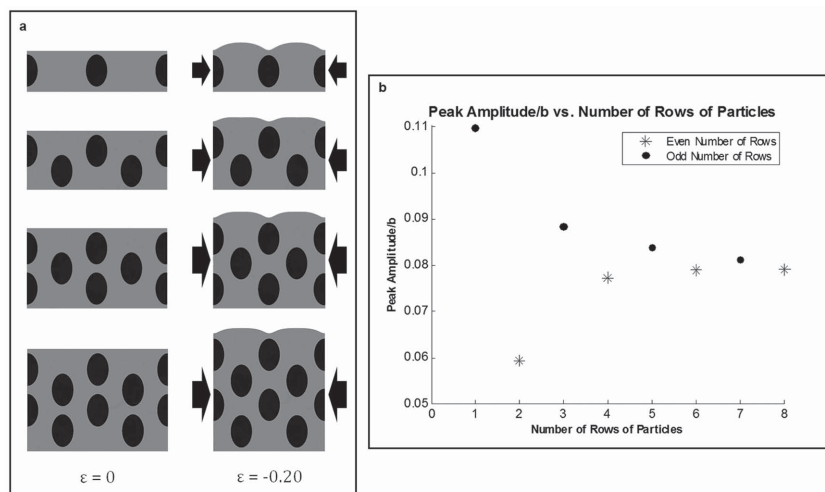 a
ε = 0
ε = -0.20
b
Peak Amplitude/b vs. Number of Rows of Particles
Even Number of Rows
Odd Number of Rows
Peak Amplitude/b
0.11
0.1
0.09
0.08
0.07
0.06
0.05
0 1 2 3 4 5 6 7 8
Number of Rows of Particles